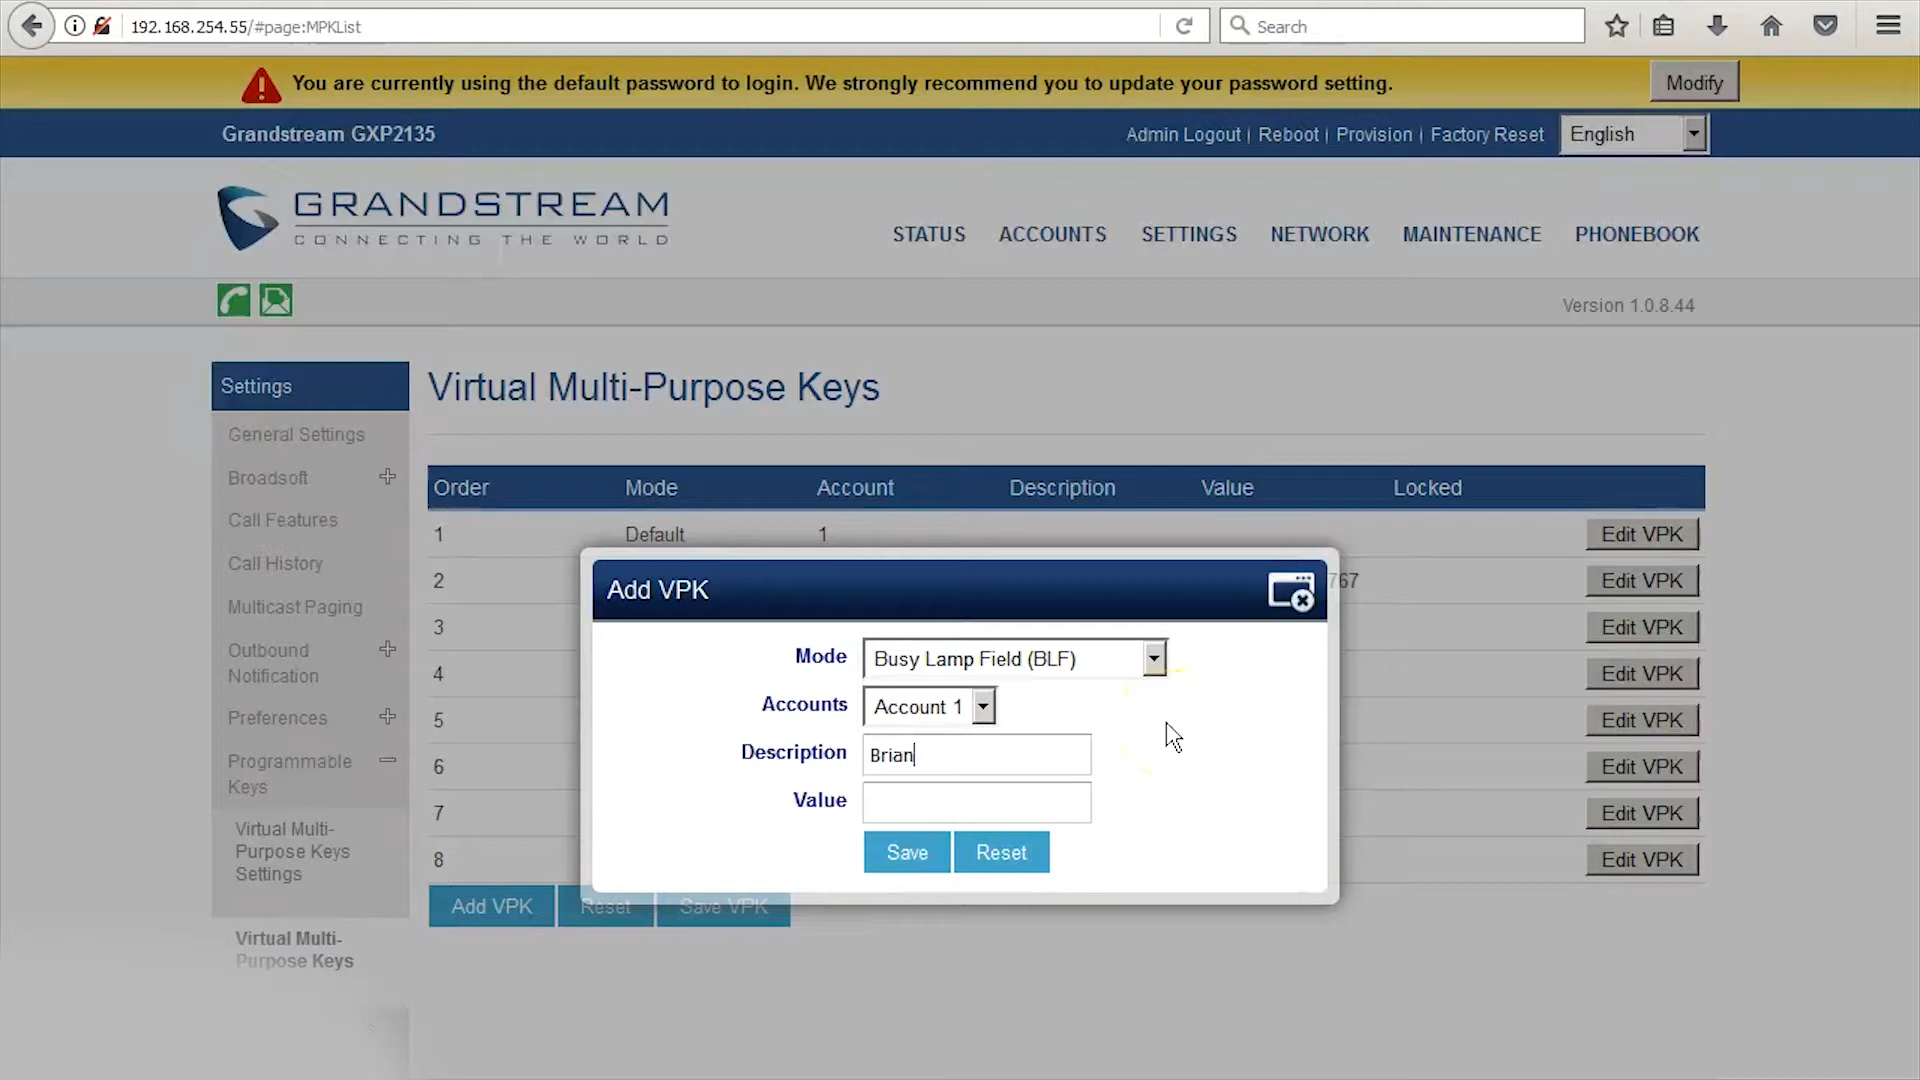 192.168.254.55/#page:MPKList
Search
You are currently using the default password to login. We strongly recommend you to update your password setting.
Modify
Grandstream GXP2135
Admin Logout | Reboot | Provision | Factory Reset
English
GRANDSTREAM
CONNECTING THE WORLD
STATUS ACCOUNTS SETTINGS NETWORK MAINTENANCE PHONEBOOK
Version 1.0.8.44
Settings
General Settings
Broadsoft
Call Features
Call History
Multicast Paging
Outbound
Notification
Preferences
Programmable
Keys
Virtual Multi-
Purpose Keys
Settings
Virtual Multi-
Purpose Keys
Virtual Multi-Purpose Keys
Order Mode Account Description Value Locked
1 Default 1 Edit VPK
2 767 Edit VPK
3 Edit VPK
4 Edit VPK
5 Edit VPK
6 Edit VPK
7 Edit VPK
8 Edit VPK
Add VPK Reset Save VPK
Add VPK
Mode Busy Lamp Field (BLF)
Accounts Account 1
Description Brian
Value
Save Reset